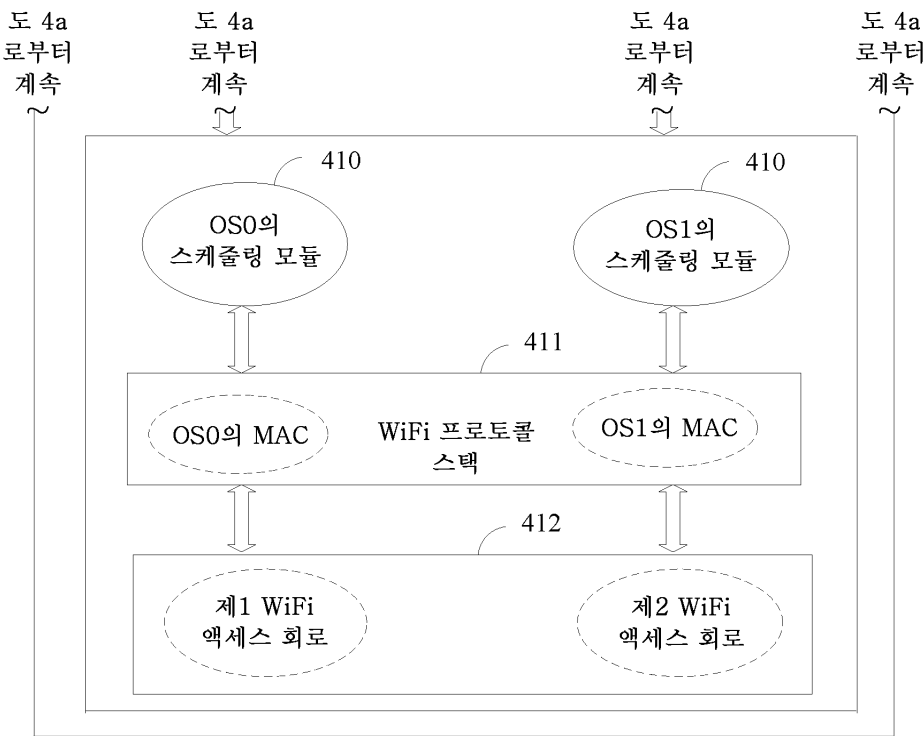 도 4a
로부터
계속
~
도 4a
로부터
계속
~
도 4a
로부터
계속
~
도 4a
로부터
계속
~
410
OS0의
스케줄링 모듈
410
OS1의
스케줄링 모듈
411
OS0의 MAC
WiFi 프로토콜
스택
OS1의 MAC
412
제1 WiFi
액세스 회로
제2 WiFi
액세스 회로